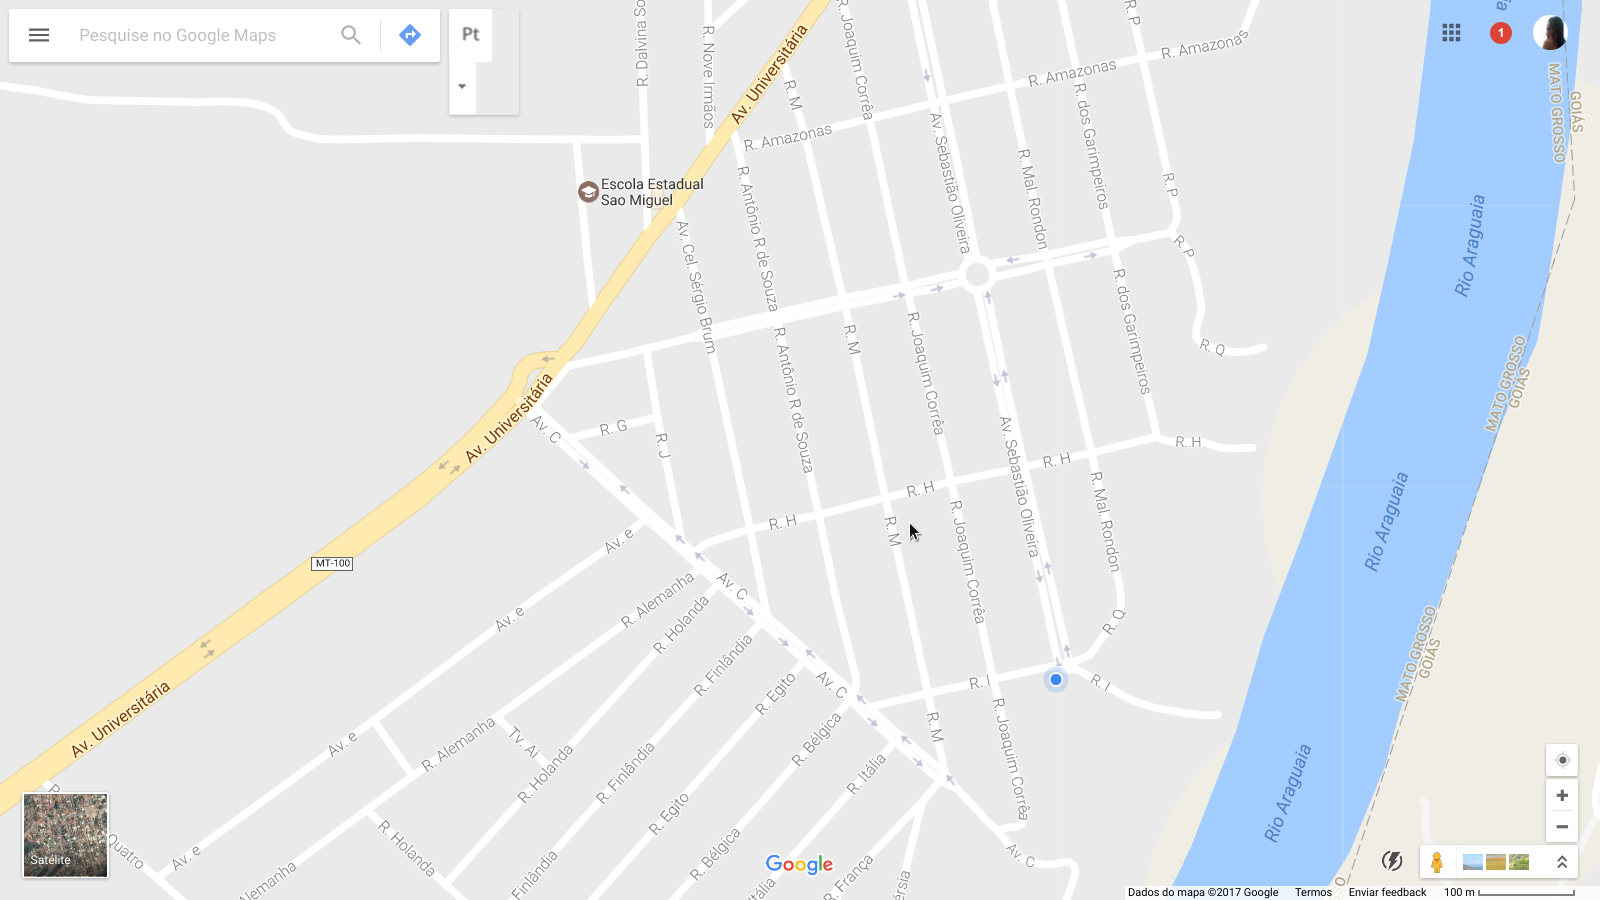 Pesquise no Google Maps
Pt
1
R. Dalvina Sos
R. Nove Irmãos
Av. Universitária
R. M
R. Joaquim Corrêa
R. Amazonas
R. Amazonas
R. Amazonas
R. P
R. dos Garimpeiros
Av. Sebastião Oliveira
R. Mal. Rondon
R. P
R. P
MATO GROSSO
GOIÁS
Escola Estadual
Sao Miguel
R. Antônio R de Souza
Av. Cel. Sérgio Brum
Rio Araguaia
R. dos Garimpeiros
R. M
R. Joaquim Corrêa
R. Antônio R de Souza
R. Q
MATO GROSSO
GOIÁS
Av. Universitária
Av. C
R. G
R. J
Av. Sebastião Oliveira
R. H
R. H
R. H
R. H
R. Mal. Rondon
R. M
R. Joaquim Corrêa
Rio Araguaia
MT-100
Av. e
Av. C
R. Alemanha
R. Holanda
Av. e
R. Finlândia
R. Q
MATO GROSSO
GOIÁS
R. Egito
Av. C
R. I
R. I
Av. Universitária
R. Bélgica
R. M
R. Joaquim Corrêa
Av. e
R. Alemanha
Tv. Ai
R. Holanda
R. Finlândia
R. Itália
Rio Araguaia
R. Egito
R. Holanda
R. Bélgica
Quatro
Av. e
Alemanha
Finlândia
Itália
R. França
Av. C
Satélite
Google
Dados do mapa ©2017 Google
Termos
Enviar feedback
100 m